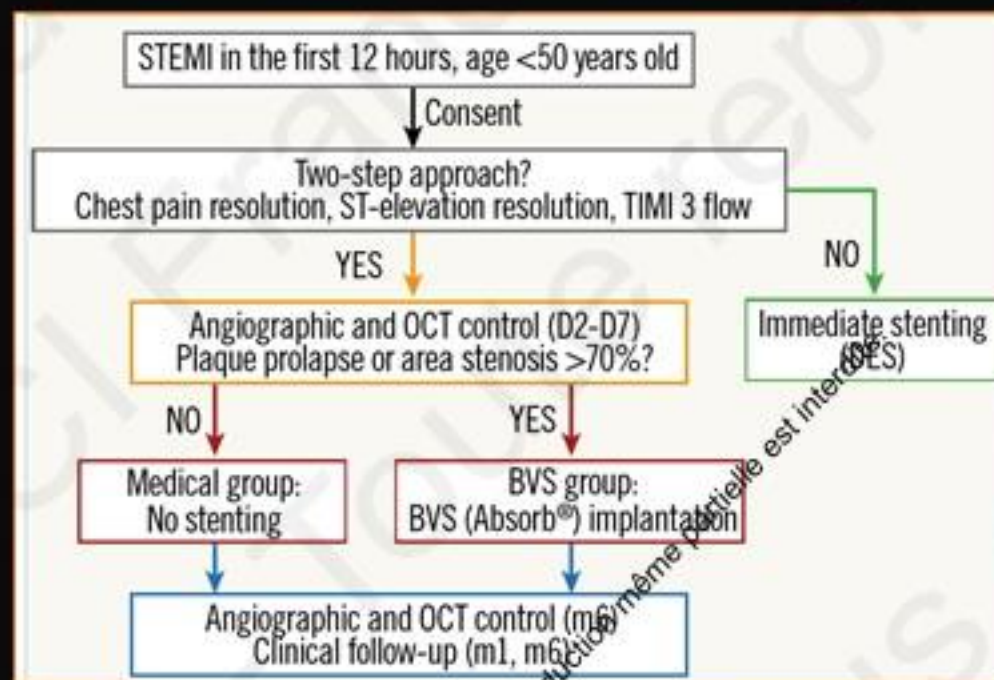 STEMI in the first 12 hours, age <50 years old
Consent
Two-step approach?
Chest pain resolution, ST-elevation resolution, TIMI 3 flow
YES
NO
Angiographic and OCT control (D2-D7)
Plaque prolapse or area stenosis >70%?
Immediate stenting
NO
YES
Medical group:
No stenting
BVS group:
BVS (Absorb®) implantation
Angiographic and OCT control
Clinical follow-up (m1, m6)
même partielle est